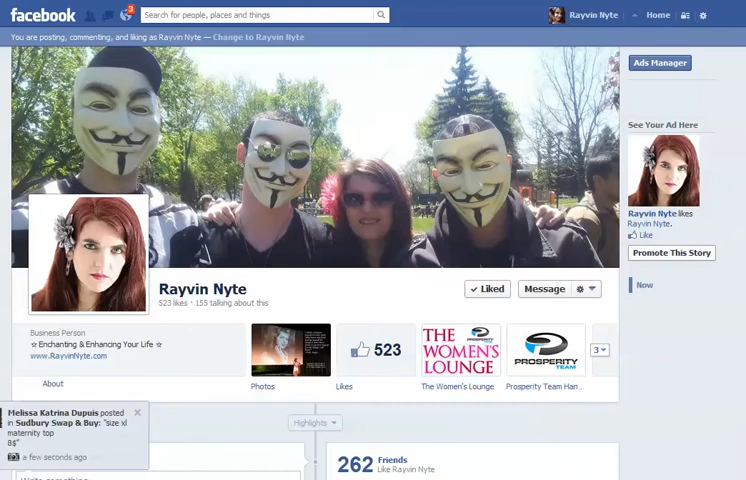 facebook
3
Search for people, places and things
Rayvin Nyte
Home
You are posting, commenting, and liking as Rayvin Nyte — Change to Rayvin Nyte
Ads Manager
See Your Ad Here
Rayvin Nyte likes
Rayvin Nyte.
Like
Promote This Story
Now
Rayvin Nyte
523 likes · 155 talking about this
Liked
Message
Business Person
☆ Enchanting & Enhancing Your Life ☆
www.RayvinNyte.com
About
Photos
523
Likes
THE
WOMEN'S
LOUNGE
PROSPERITY
TEAM
The Women's Lounge
PROSPERITY
TEAM
Prosperity Team Han...
3
Highlights
Melissa Katrina Dupuis posted
in Sudbury Swap & Buy: "size xl
maternity top
8$"
a few seconds ago
262 Friends
Like Rayvin Nyte
Write something...